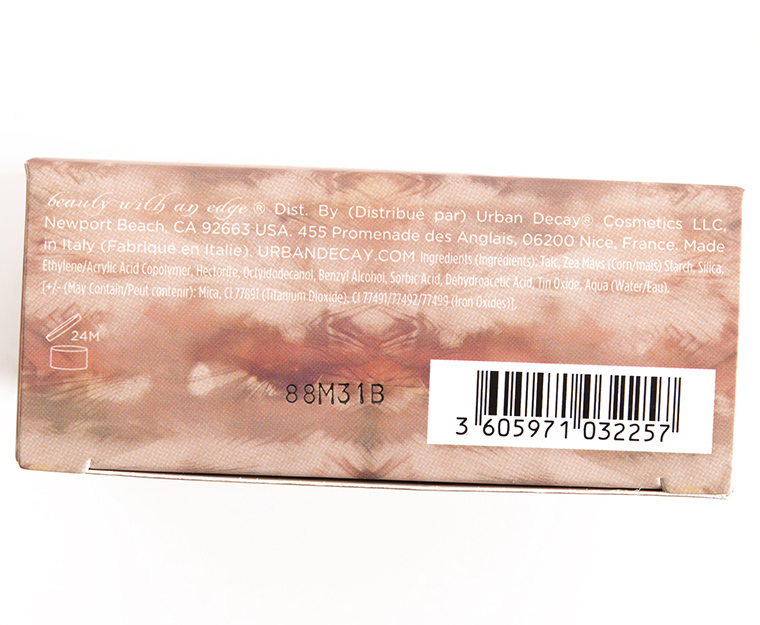 beauty with an edge ® Dist. By (Distribué par) Urban Decay® Cosmetics LLC,
Newport Beach, CA 92663 USA. 455 Promenade des Anglais, 06200 Nice, France. Made
in Italy (Fabriqué en Italie). URBANDECAY.COM Ingredients (Ingrédients): Talc, Zea Mays (Corn/maïs) Starch, Silica,
Ethylene/Acrylic Acid Copolymer, Hectorite, Octyldodecanol, Benzyl Alcohol, Sorbic Acid, Dehydroacetic Acid, Tin Oxide, Aqua (Water/Eau).
[+/- (May Contain/Peut contenir): Mica, CI 77891 (Titanium Dioxide), CI 77491/77492/77499 (Iron Oxides)].
24M
88M31B
3 605971 032257